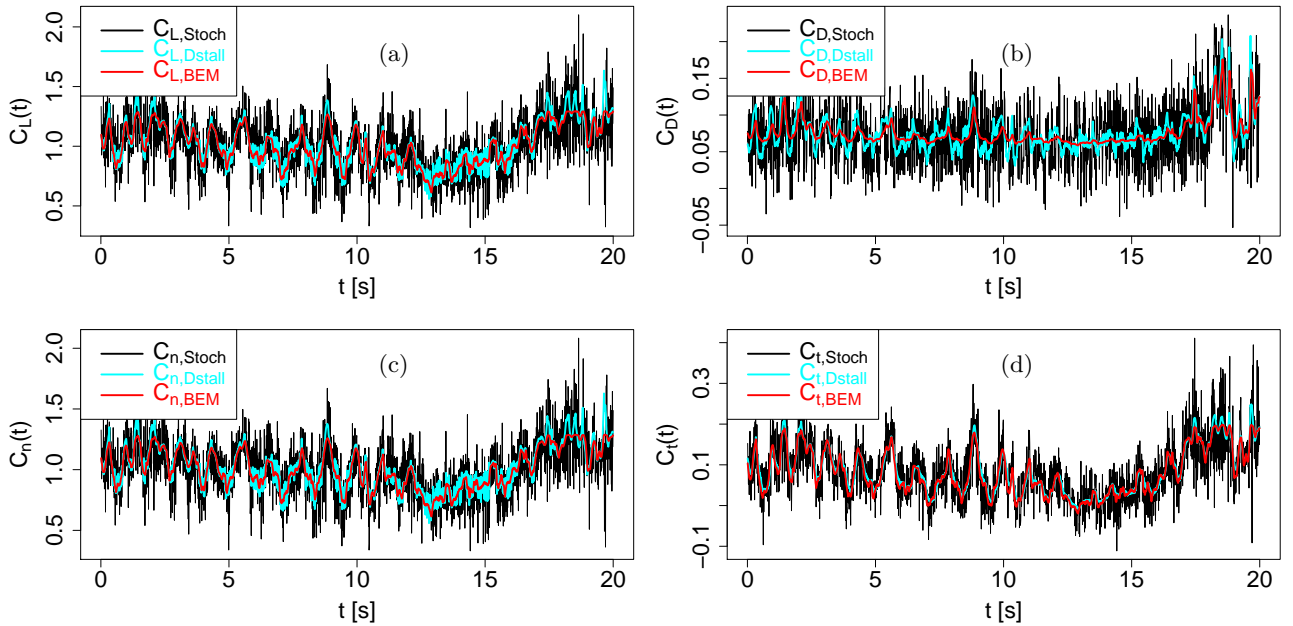 C_L,Stoch
C_L,Dstall
C_L,BEM
(a)
C_L(t)
2.0
1.5
1.0
0.5
0 5 10 15 20
t [s]
C_D,Stoch
C_D,Dstall
C_D,BEM
(b)
C_D(t)
0.15
0.05
−0.05
0 5 10 15 20
t [s]
C_n,Stoch
C_n,Dstall
C_n,BEM
(c)
C_n(t)
2.0
1.5
1.0
0.5
0 5 10 15 20
t [s]
C_t,Stoch
C_t,Dstall
C_t,BEM
(d)
C_t(t)
0.3
0.1
−0.1
0 5 10 15 20
t [s]